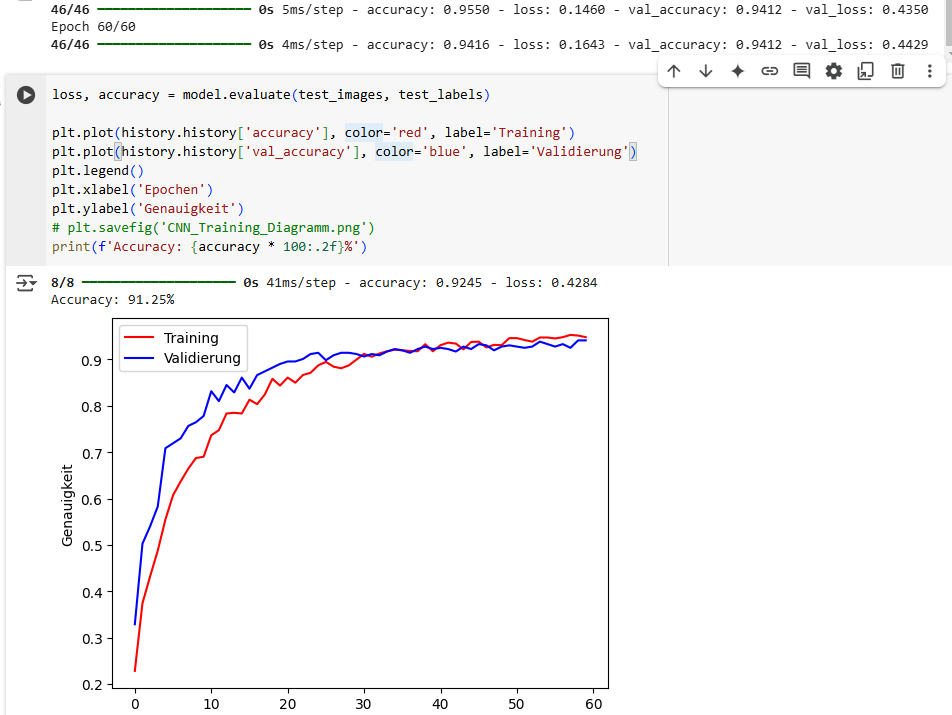 46/46 ━━━━━━━━━━━━━━━━━━━━ 0s 5ms/step - accuracy: 0.9550 - loss: 0.1460 - val_accuracy: 0.9412 - val_loss: 0.4350
Epoch 60/60
46/46 ━━━━━━━━━━━━━━━━━━━━ 0s 4ms/step - accuracy: 0.9416 - loss: 0.1643 - val_accuracy: 0.9412 - val_loss: 0.4429
loss, accuracy = model.evaluate(test_images, test_labels)
plt.plot(history.history['accuracy'], color='red', label='Training')
plt.plot(history.history['val_accuracy'], color='blue', label='Validierung')
plt.legend()
plt.xlabel('Epochen')
plt.ylabel('Genauigkeit')
# plt.savefig('CNN_Training_Diagramm.png')
print(f'Accuracy: {accuracy * 100:.2f}%')
8/8 ━━━━━━━━━━━━━━━━━━━━ 0s 41ms/step - accuracy: 0.9245 - loss: 0.4284
Accuracy: 91.25%
Training
Validierung
0.9
0.8
0.7
0.6
0.5
0.4
0.3
0.2
Genauigkeit
0 10 20 30 40 50 60